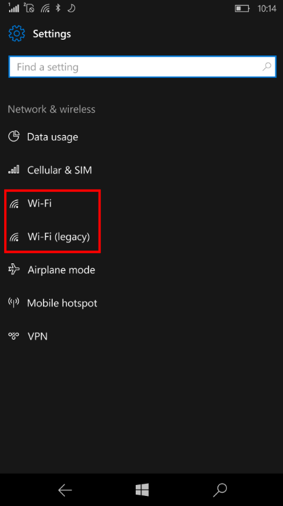 10:14
Settings
Find a setting
Network & wireless
Data usage
Cellular & SIM
Wi-Fi
Wi-Fi (legacy)
Airplane mode
Mobile hotspot
VPN